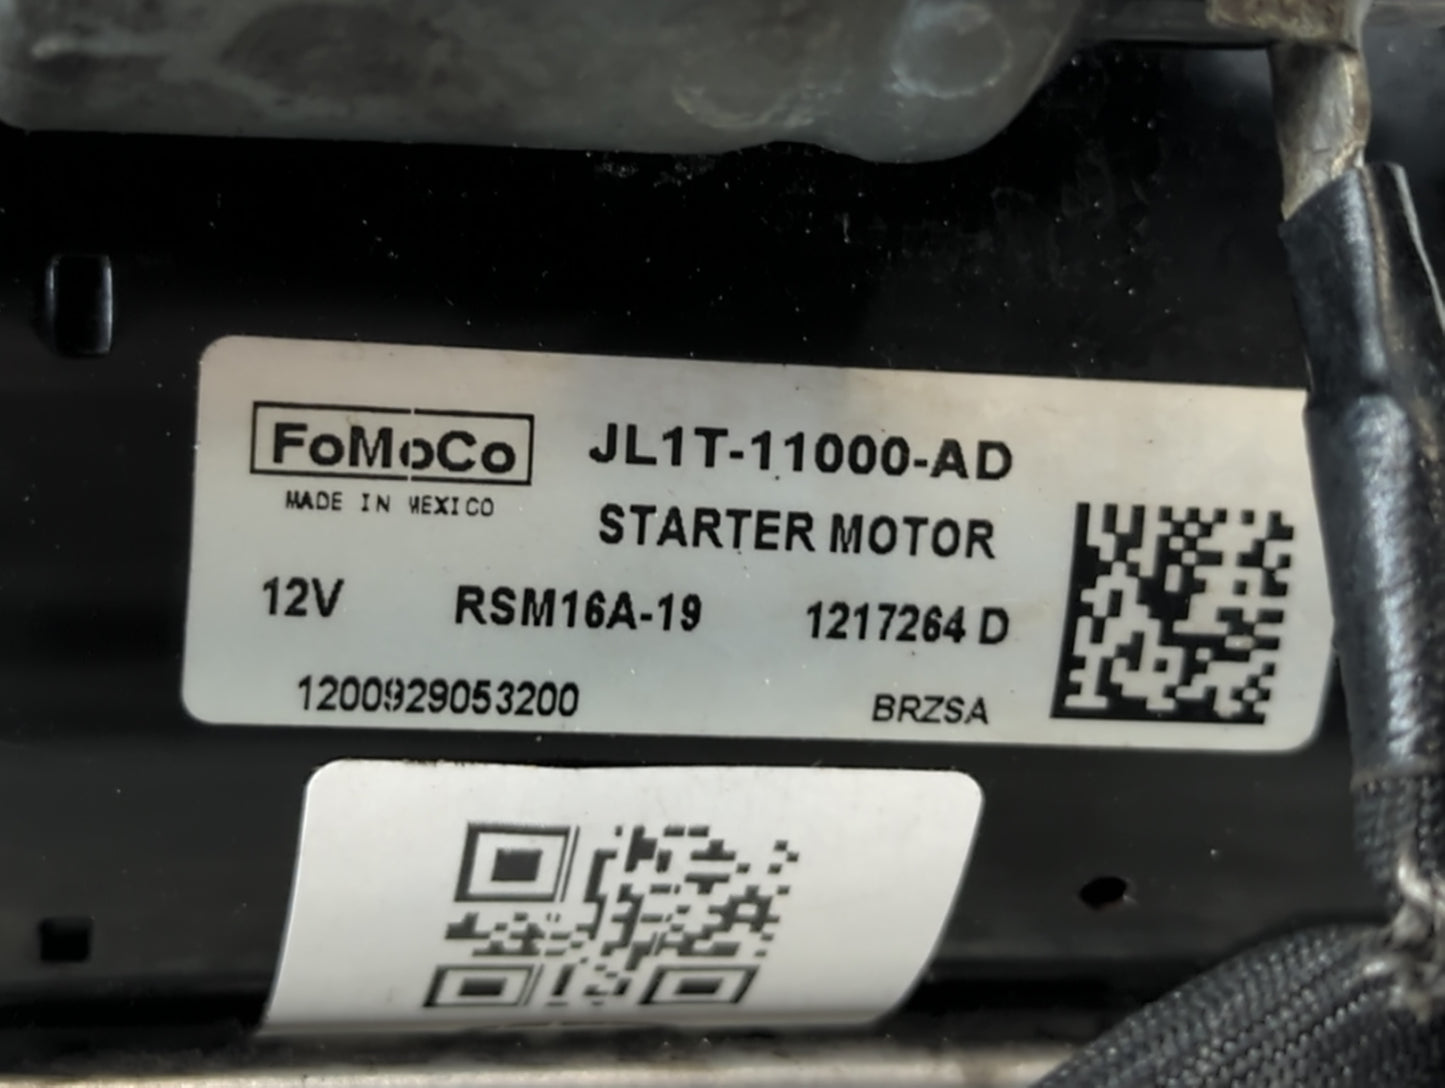 FoMoCo
MADE IN MEXICO
JL1T-11000-AD
STARTER MOTOR
12V RSM16A-19 1217264 D
1200929053200 BRZSA